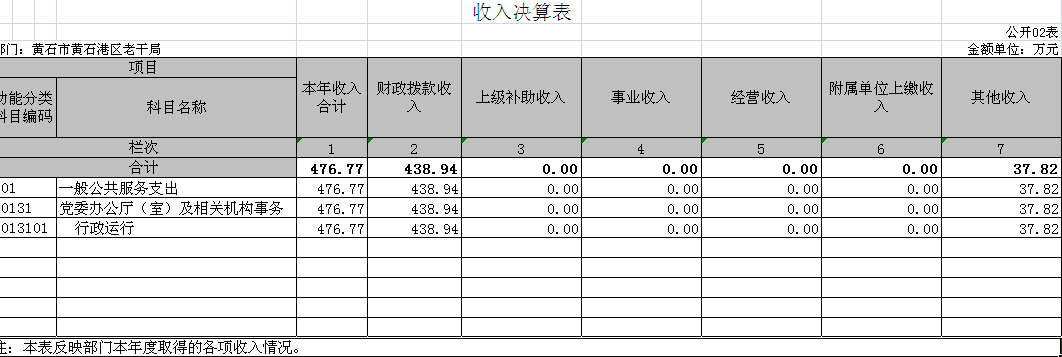 收入决算表
公开02表
部门：黄石市黄石港区老干局 金额单位：万元
项目 本年收入合计 财政拨款收入 上级补助收入 事业收入 经营收入 附属单位上缴收入 其他收入
功能分类科目编码 科目名称
栏次 1 2 3 4 5 6 7
合计 476.77 438.94 0.00 0.00 0.00 0.00 37.82
01 一般公共服务支出 476.77 438.94 0.00 0.00 0.00 0.00 37.82
0131 党委办公厅（室）及相关机构事务 476.77 438.94 0.00 0.00 0.00 0.00 37.82
013101 行政运行 476.77 438.94 0.00 0.00 0.00 0.00 37.82
注：本表反映部门本年度取得的各项收入情况。